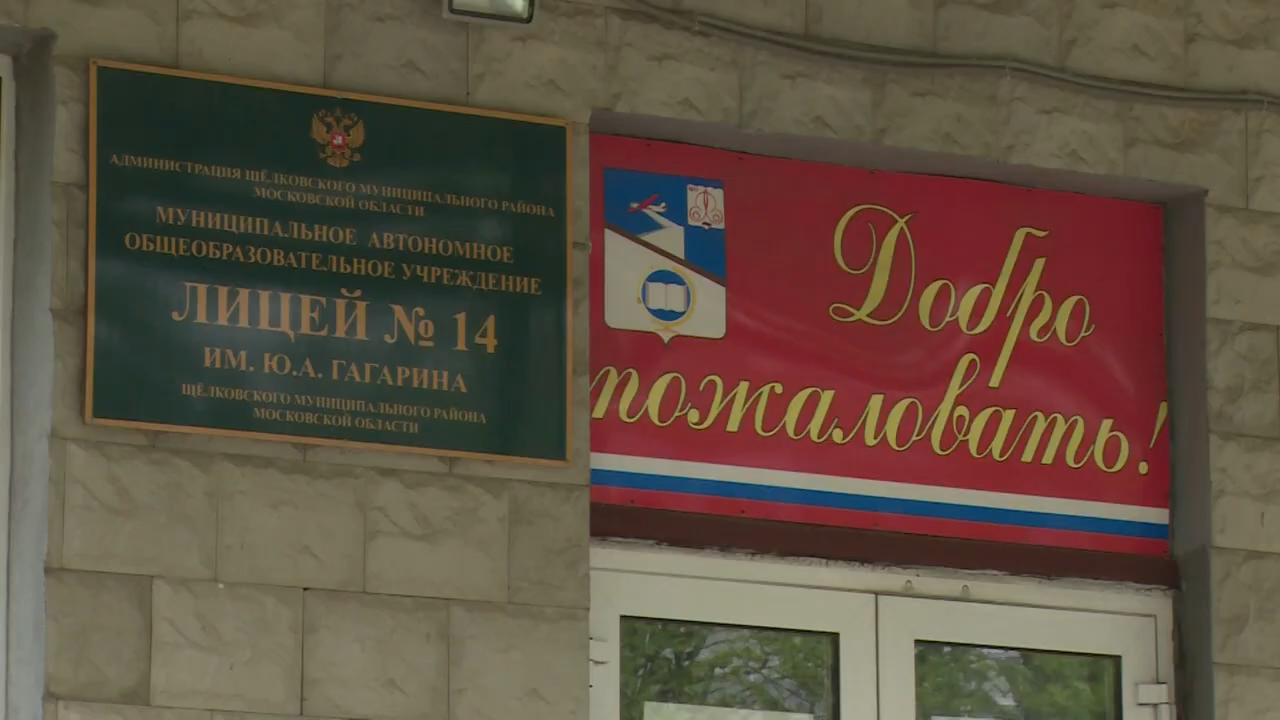 АДМИНИСТРАЦИЯ ЩЁЛКОВСКОГО МУНИЦИПАЛЬНОГО РАЙОНА
МОСКОВСКОЙ ОБЛАСТИ
МУНИЦИПАЛЬНОЕ АВТОНОМНОЕ
ОБЩЕОБРАЗОВАТЕЛЬНОЕ УЧРЕЖДЕНИЕ
ЛИЦЕЙ № 14
ИМ. Ю.А. ГАГАРИНА
ЩЁЛКОВСКОГО МУНИЦИПАЛЬНОГО РАЙОНА
МОСКОВСКОЙ ОБЛАСТИ
Добро
пожаловать!